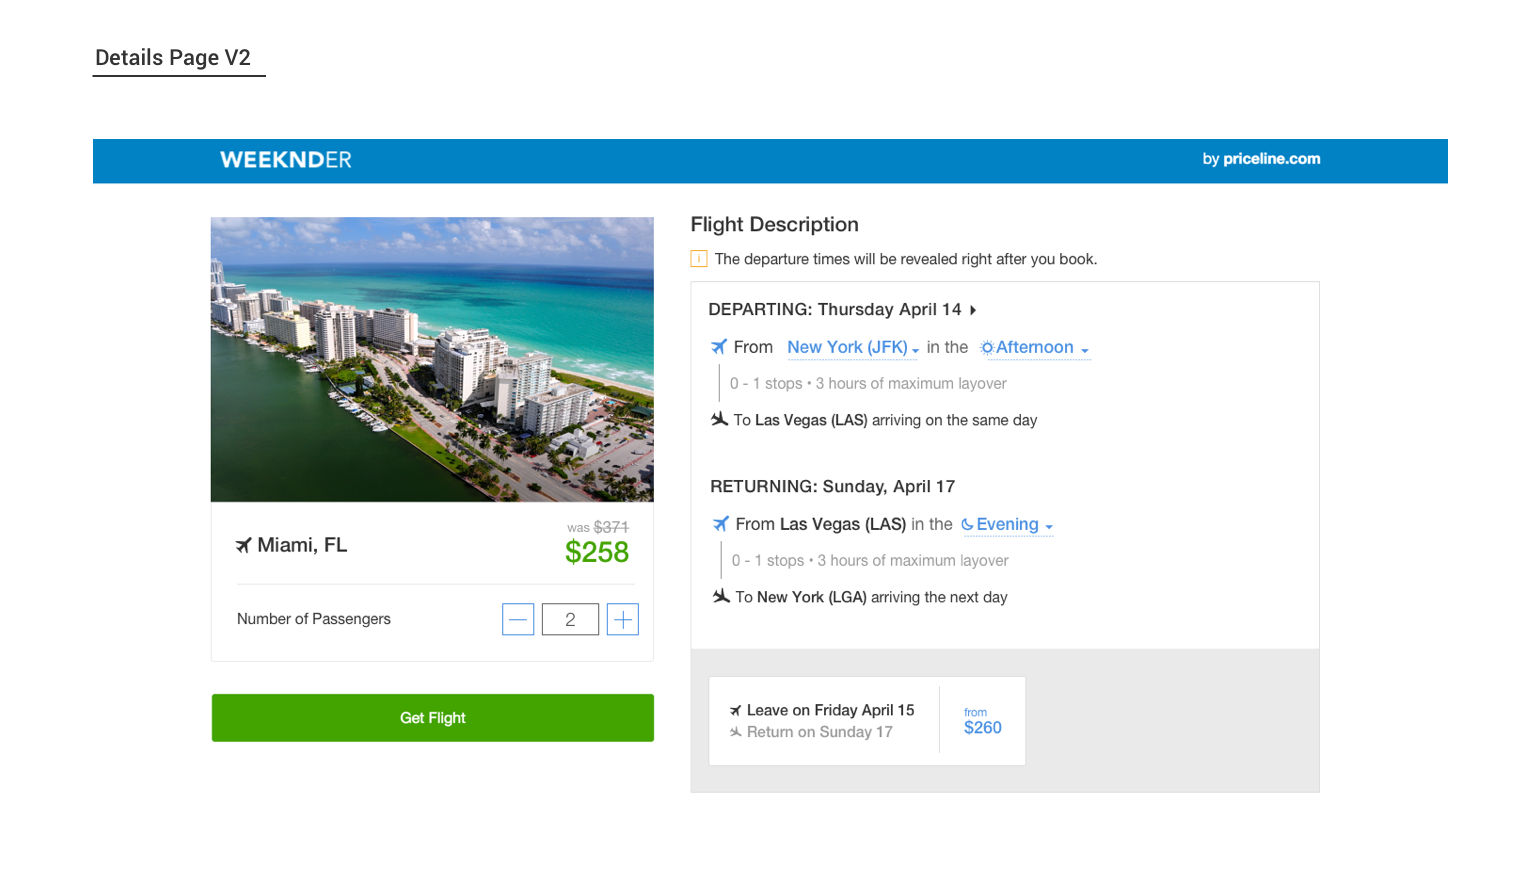 Details Page V2
WEEKNDER
by priceline.com
Miami, FL
was $371
$258
Number of Passengers
2
Get Flight
Flight Description
The departure times will be revealed right after you book.
DEPARTING: Thursday April 14
From New York (JFK) in the Afternoon
0 - 1 stops • 3 hours of maximum layover
To Las Vegas (LAS) arriving on the same day
RETURNING: Sunday, April 17
From Las Vegas (LAS) in the Evening
0 - 1 stops • 3 hours of maximum layover
To New York (LGA) arriving the next day
Leave on Friday April 15
Return on Sunday 17
from
$260